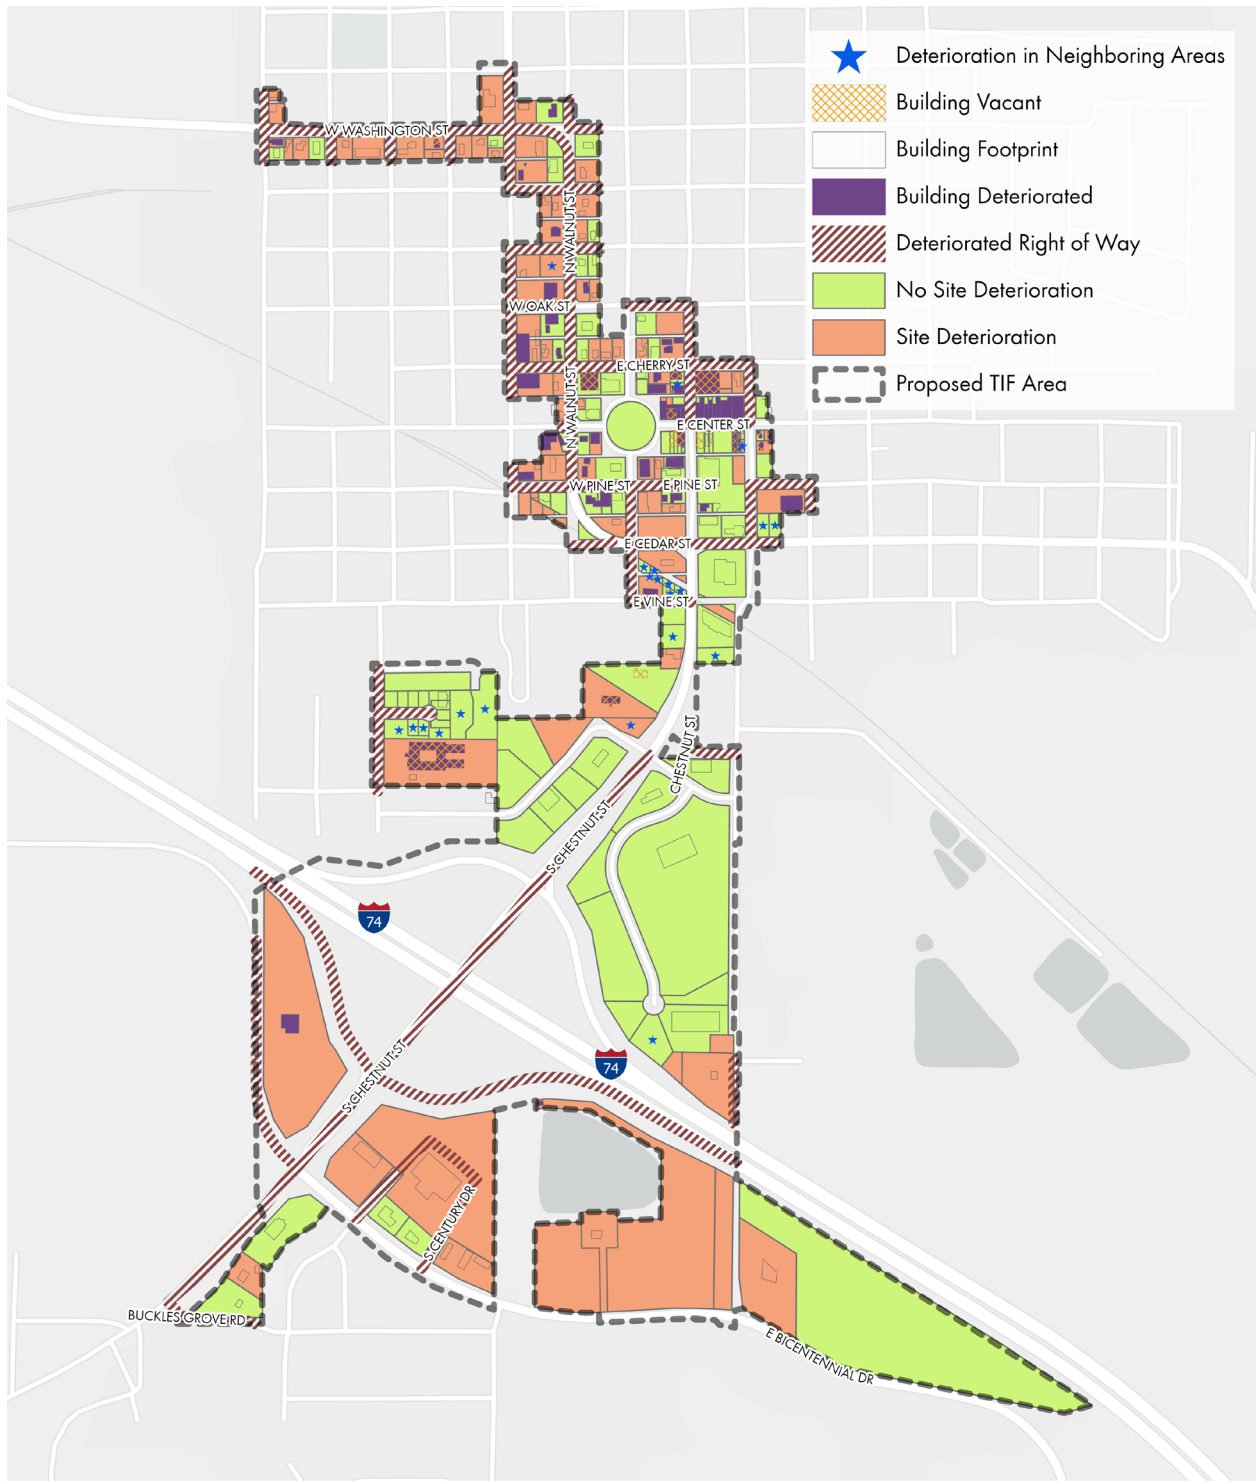 Deterioration in Neighboring Areas
Building Vacant
Building Footprint
Building Deteriorated
Deteriorated Right of Way
No Site Deterioration
Site Deterioration
Proposed TIF Area
W WASHINGTON ST
N WALNUT ST
W OAK ST
E CHERRY ST
N WALNUT ST
E CENTER ST
W PINE ST
E PINE ST
E CEDAR ST
E VINE ST
CHESTNUT ST
S CHESTNUT ST
74
74
S CHESTNUT ST
S CENTURY DR
BUCKLES GROVE RD
E BICENTENNIAL DR